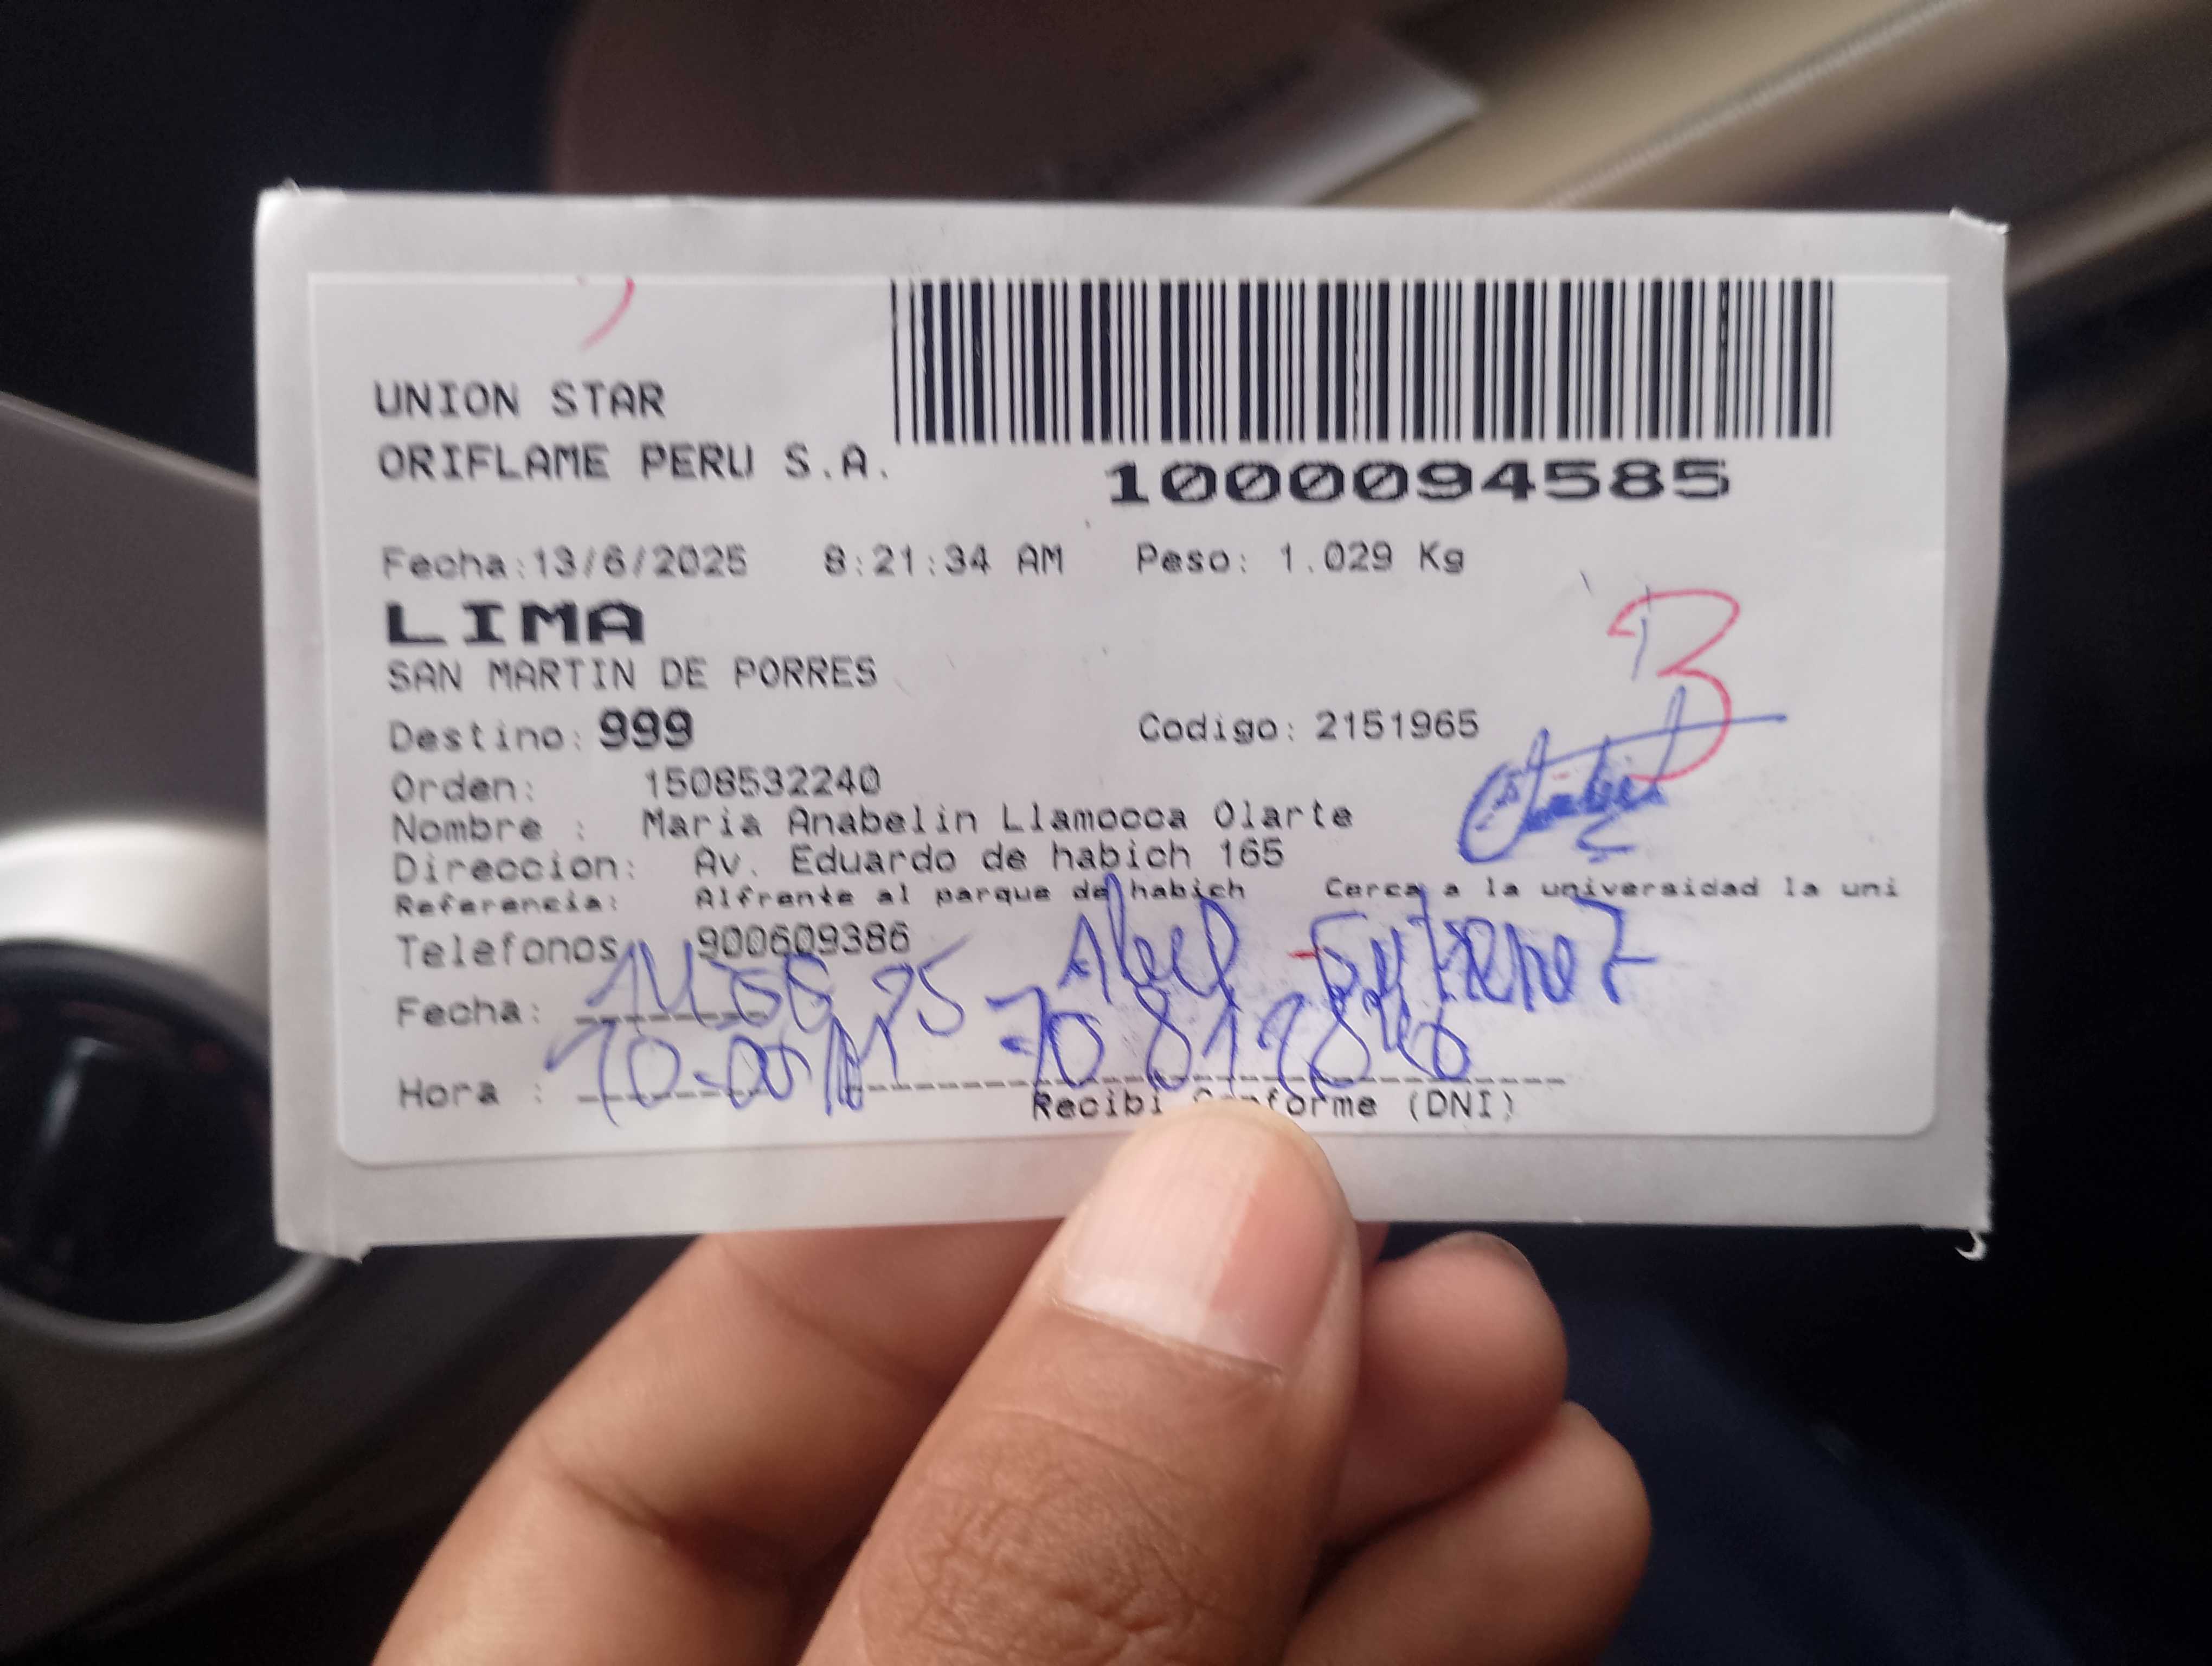 UNION STAR
ORIFLAME PERU S.A.
1000094585
Fecha:13/6/2025 8:21:34 AM Peso: 1.029 Kg
LIMA
3
SAN MARTIN DE PORRES
Destino: 999 Codigo: 2151965
Orden: 1508532240
Nombre : Maria Anabelin Llamocca Olarte
Direccion: Av. Eduardo de habich 165
Referencia: Alfrente al parque de habich Cerca a la universidad la uni
Telefonos 900609386
Abel
Fecha:
Hora :
Recibi Conforme (DNI)